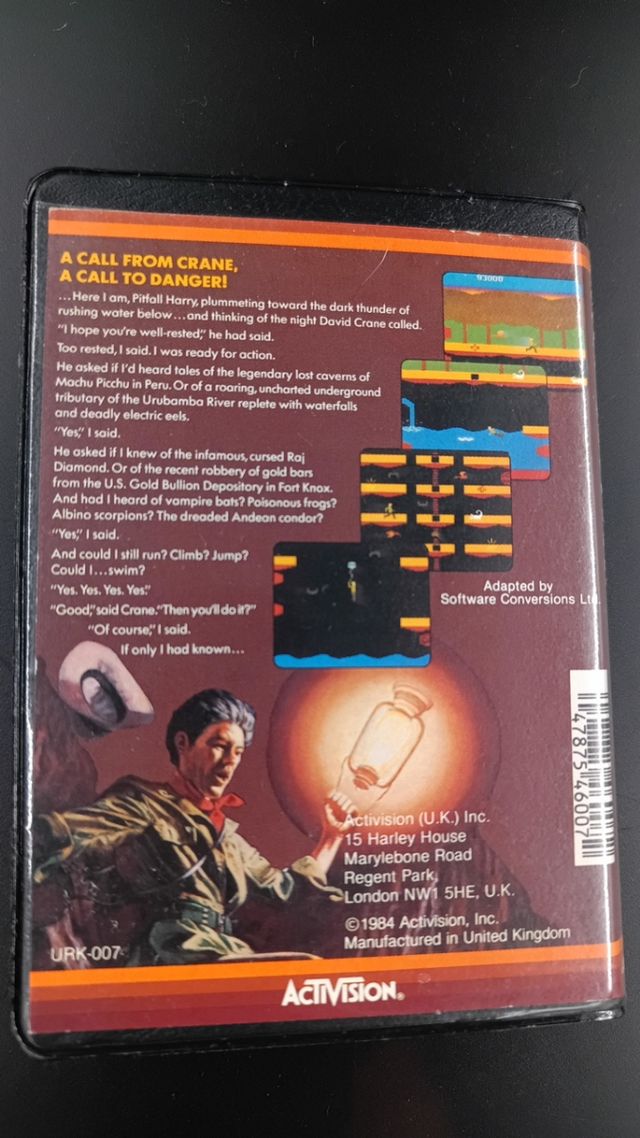 A CALL FROM CRANE,
A CALL TO DANGER!
...Here I am, Pitfall Harry, plummeting toward the dark thunder of
rushing water below...and thinking of the night David Crane called.
"I hope you're well-rested," he had said.
Too rested, I said. I was ready for action.
He asked if I'd heard tales of the legendary lost caverns of
Machu Picchu in Peru. Or of a roaring, uncharted underground
tributary of the Urubamba River replete with waterfalls
and deadly electric eels.
"Yes," I said.
He asked if I knew of the infamous, cursed Raj
Diamond. Or of the recent robbery of gold bars
from the U.S. Gold Bullion Depository in Fort Knox.
And had I heard of vampire bats? Poisonous frogs?
Albino scorpions? The dreaded Andean condor?
"Yes," I said.
And could I still run? Climb? Jump?
Could I...swim?
"Yes. Yes. Yes. Yes."
"Good," said Crane. "Then you'll do it?"
"Of course," I said.
If only I had known...
93000
Adapted by
Software Conversions Ltd.
47875 46007
Activision (U.K.) Inc.
15 Harley House
Marylebone Road
Regent Park,
London NW1 5HE, U.K.
©1984 Activision, Inc.
Manufactured in United Kingdom
URK-007
ACTIVISION®